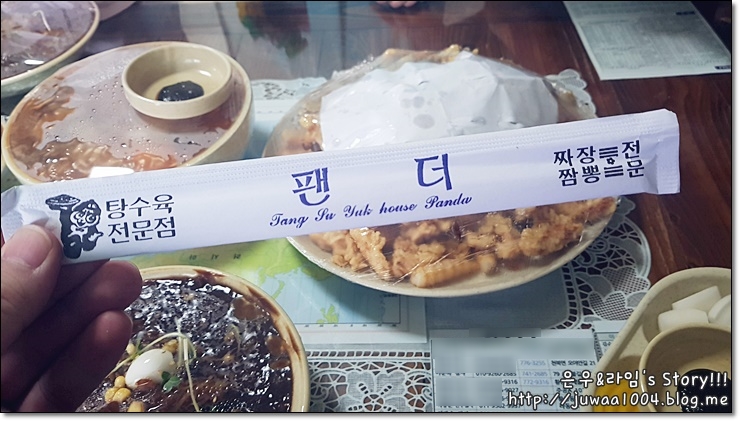 탕수육
전문점
팬 더
Tang Su Yuk house Panda
짜장 전
짬뽕 문
은우&라임's Story!!!
http://juwaa1004.blog.me